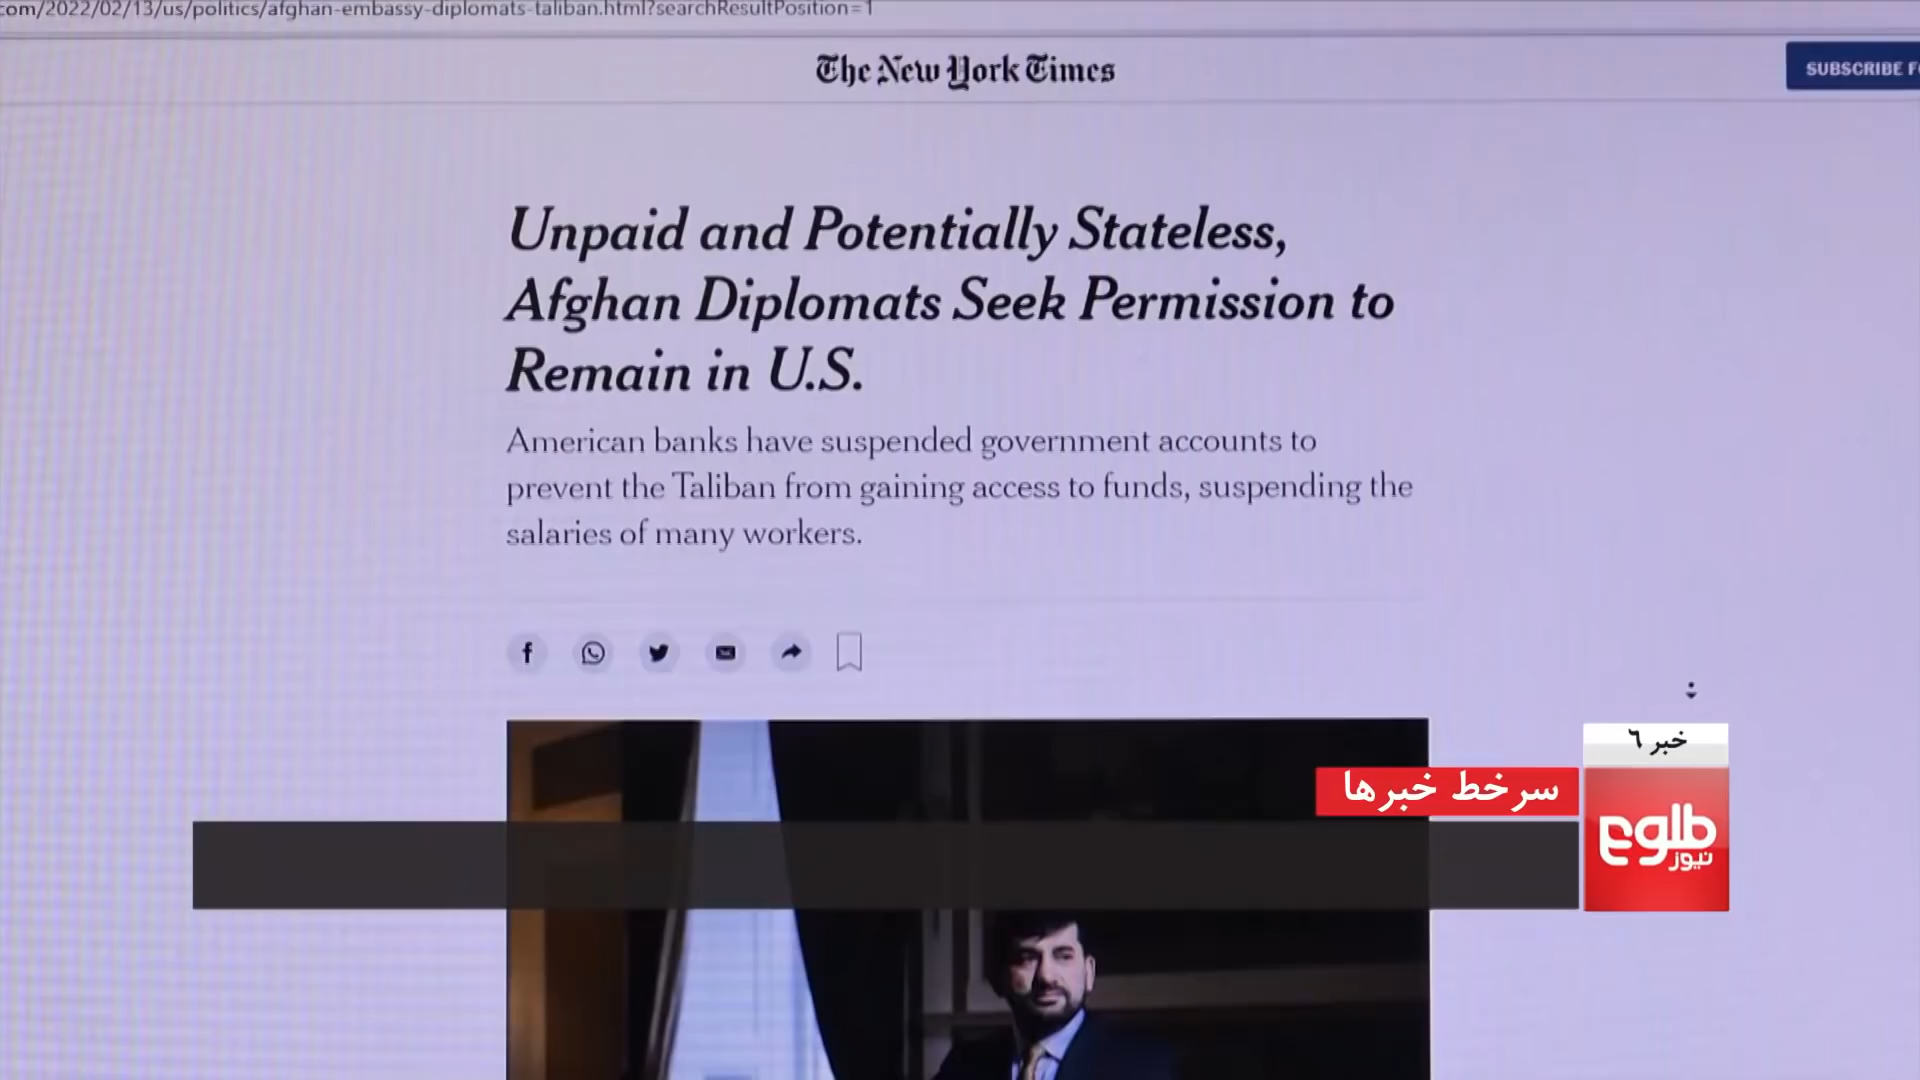 com/2022/02/13/us/politics/afghan-embassy-diplomats-taliban.html?searchResultPosition=1
The New York Times
SUBSCRIBE F
Unpaid and Potentially Stateless,
Afghan Diplomats Seek Permission to
Remain in U.S.
American banks have suspended government accounts to
prevent the Taliban from gaining access to funds, suspending the
salaries of many workers.
خبر ٦
سرخط خبرها
طلوع
نیوز